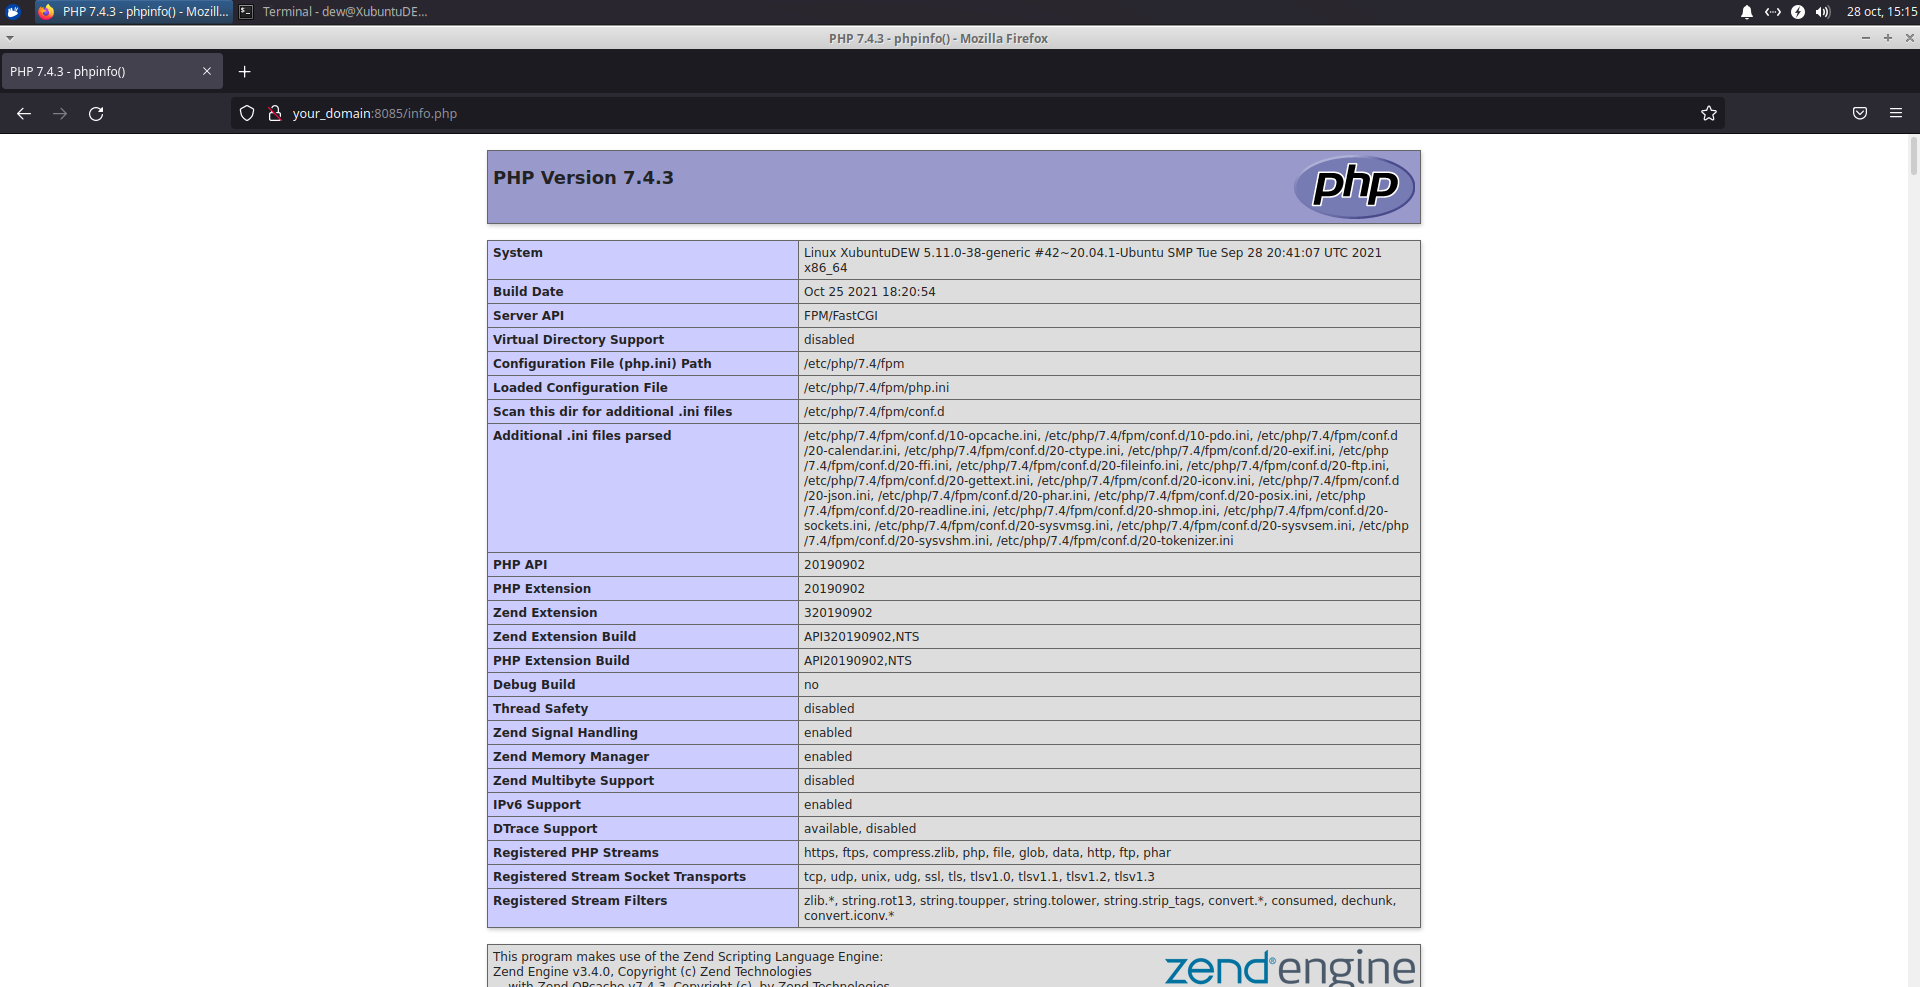 PHP 7.4.3 - phpinfo() - Mozill...
Terminal - dew@XubuntuDE...
28 oct, 15:15
PHP 7.4.3 - phpinfo() - Mozilla Firefox
PHP 7.4.3 - phpinfo()
your_domain:8085/info.php
PHP Version 7.4.3
php
System
Linux XubuntuDEW 5.11.0-38-generic #42~20.04.1-Ubuntu SMP Tue Sep 28 20:41:07 UTC 2021
x86_64
Build Date
Oct 25 2021 18:20:54
Server API
FPM/FastCGI
Virtual Directory Support
disabled
Configuration File (php.ini) Path
/etc/php/7.4/fpm
Loaded Configuration File
/etc/php/7.4/fpm/php.ini
Scan this dir for additional .ini files
/etc/php/7.4/fpm/conf.d
Additional .ini files parsed
/etc/php/7.4/fpm/conf.d/10-opcache.ini, /etc/php/7.4/fpm/conf.d/10-pdo.ini, /etc/php/7.4/fpm/conf.d
/20-calendar.ini, /etc/php/7.4/fpm/conf.d/20-ctype.ini, /etc/php/7.4/fpm/conf.d/20-exif.ini, /etc/php
/7.4/fpm/conf.d/20-ffi.ini, /etc/php/7.4/fpm/conf.d/20-fileinfo.ini, /etc/php/7.4/fpm/conf.d/20-ftp.ini,
/etc/php/7.4/fpm/conf.d/20-gettext.ini, /etc/php/7.4/fpm/conf.d/20-iconv.ini, /etc/php/7.4/fpm/conf.d
/20-json.ini, /etc/php/7.4/fpm/conf.d/20-phar.ini, /etc/php/7.4/fpm/conf.d/20-posix.ini, /etc/php
/7.4/fpm/conf.d/20-readline.ini, /etc/php/7.4/fpm/conf.d/20-shmop.ini, /etc/php/7.4/fpm/conf.d/20-
sockets.ini, /etc/php/7.4/fpm/conf.d/20-sysvmsg.ini, /etc/php/7.4/fpm/conf.d/20-sysvsem.ini, /etc/php
/7.4/fpm/conf.d/20-sysvshm.ini, /etc/php/7.4/fpm/conf.d/20-tokenizer.ini
PHP API
20190902
PHP Extension
20190902
Zend Extension
320190902
Zend Extension Build
API320190902,NTS
PHP Extension Build
API20190902,NTS
Debug Build
no
Thread Safety
disabled
Zend Signal Handling
enabled
Zend Memory Manager
enabled
Zend Multibyte Support
disabled
IPv6 Support
enabled
DTrace Support
available, disabled
Registered PHP Streams
https, ftps, compress.zlib, php, file, glob, data, http, ftp, phar
Registered Stream Socket Transports
tcp, udp, unix, udg, ssl, tls, tlsv1.0, tlsv1.1, tlsv1.2, tlsv1.3
Registered Stream Filters
zlib.*, string.rot13, string.toupper, string.tolower, string.strip_tags, convert.*, consumed, dechunk,
convert.iconv.*
This program makes use of the Zend Scripting Language Engine:
Zend Engine v3.4.0, Copyright (c) Zend Technologies
with Zend OPcache v7.4.3, Copyright (c), by Zend Technologies
zend® engine